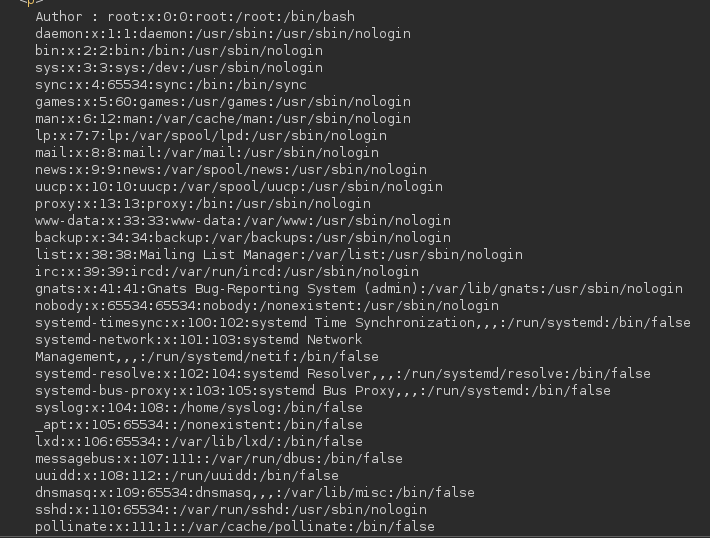 <p>
Author : root:x:0:0:root:/root:/bin/bash
daemon:x:1:1:daemon:/usr/sbin:/usr/sbin/nologin
bin:x:2:2:bin:/bin:/usr/sbin/nologin
sys:x:3:3:sys:/dev:/usr/sbin/nologin
sync:x:4:65534:sync:/bin:/bin/sync
games:x:5:60:games:/usr/games:/usr/sbin/nologin
man:x:6:12:man:/var/cache/man:/usr/sbin/nologin
lp:x:7:7:lp:/var/spool/lpd:/usr/sbin/nologin
mail:x:8:8:mail:/var/mail:/usr/sbin/nologin
news:x:9:9:news:/var/spool/news:/usr/sbin/nologin
uucp:x:10:10:uucp:/var/spool/uucp:/usr/sbin/nologin
proxy:x:13:13:proxy:/bin:/usr/sbin/nologin
www-data:x:33:33:www-data:/var/www:/usr/sbin/nologin
backup:x:34:34:backup:/var/backups:/usr/sbin/nologin
list:x:38:38:Mailing List Manager:/var/list:/usr/sbin/nologin
irc:x:39:39:ircd:/var/run/ircd:/usr/sbin/nologin
gnats:x:41:41:Gnats Bug-Reporting System (admin):/var/lib/gnats:/usr/sbin/nologin
nobody:x:65534:65534:nobody:/nonexistent:/usr/sbin/nologin
systemd-timesync:x:100:102:systemd Time Synchronization,,,:/run/systemd:/bin/false
systemd-network:x:101:103:systemd Network
Management,,,:/run/systemd/netif:/bin/false
systemd-resolve:x:102:104:systemd Resolver,,,:/run/systemd/resolve:/bin/false
systemd-bus-proxy:x:103:105:systemd Bus Proxy,,,:/run/systemd:/bin/false
syslog:x:104:108::/home/syslog:/bin/false
_apt:x:105:65534::/nonexistent:/bin/false
lxd:x:106:65534::/var/lib/lxd/:/bin/false
messagebus:x:107:111::/var/run/dbus:/bin/false
uuidd:x:108:112::/run/uuidd:/bin/false
dnsmasq:x:109:65534:dnsmasq,,,:/var/lib/misc:/bin/false
sshd:x:110:65534::/var/run/sshd:/usr/sbin/nologin
pollinate:x:111:1::/var/cache/pollinate:/bin/false